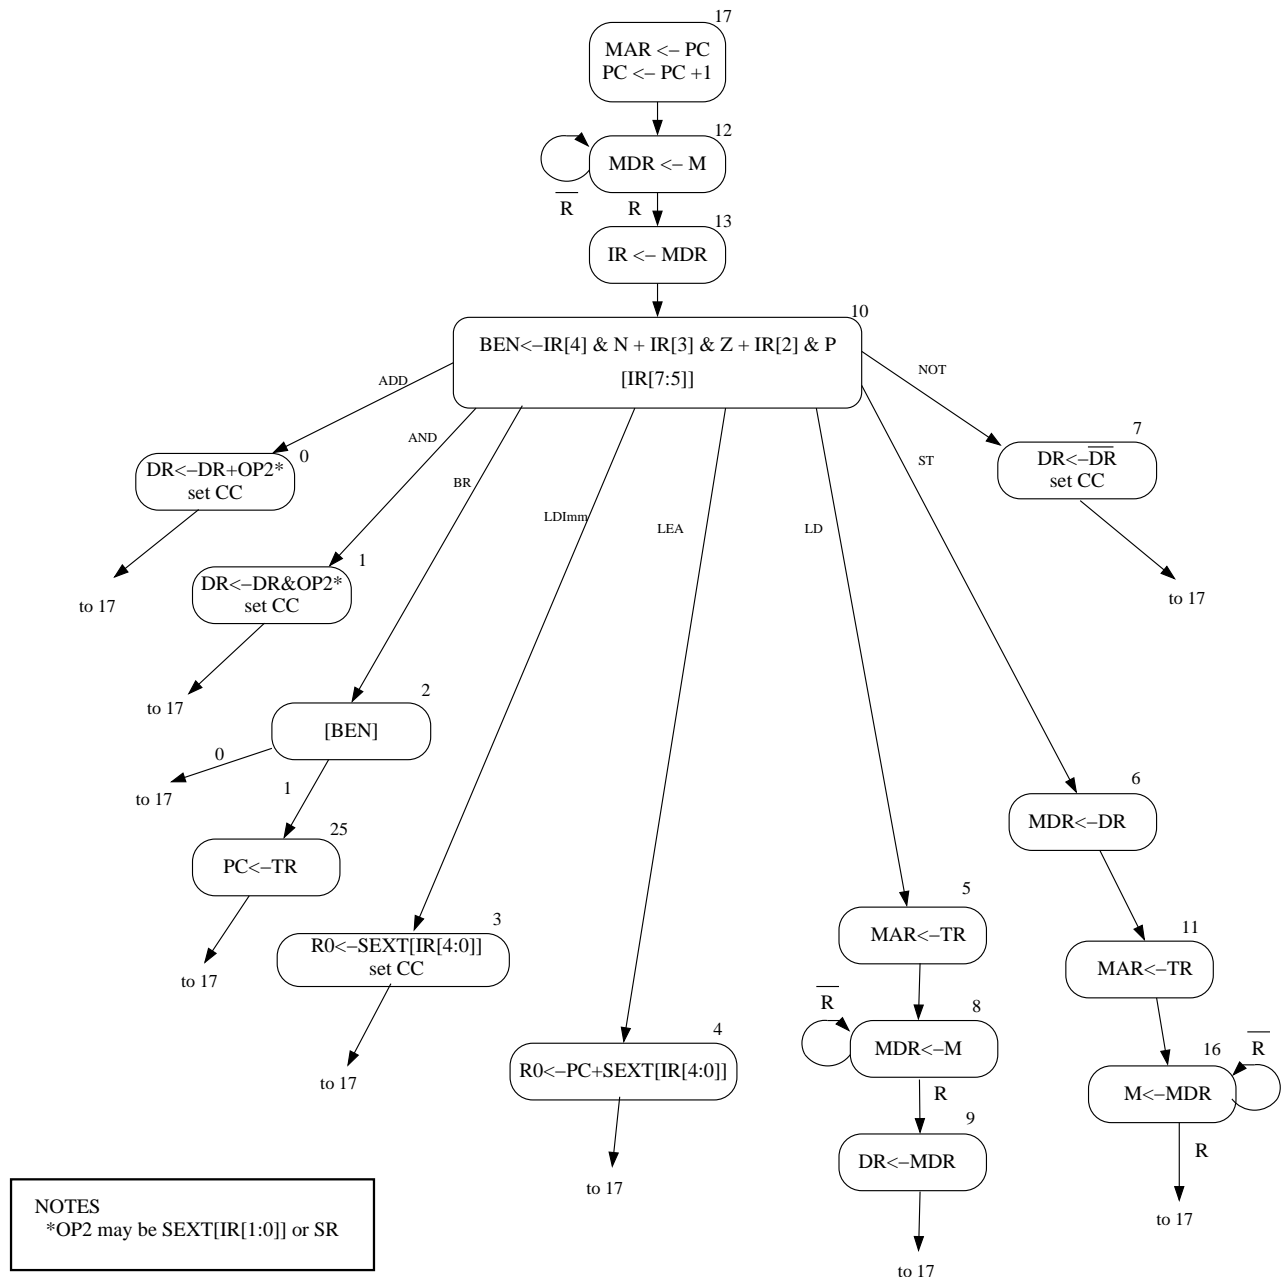 17
MAR <– PC
PC <– PC +1
12
MDR <– M
R̅
R
13
IR <– MDR
10
BEN<–IR[4] & N + IR[3] & Z + IR[2] & P
[IR[7:5]]
ADD
NOT
AND
BR
LDImm
LEA
LD
ST
0
DR<–DR+OP2*
set CC
to 17
7
DR<–D̅R̅
set CC
to 17
1
DR<–DR&OP2*
set CC
to 17
2
[BEN]
0
to 17
1
25
PC<–TR
to 17
3
R0<–SEXT[IR[4:0]]
set CC
to 17
4
R0<–PC+SEXT[IR[4:0]]
to 17
5
MAR<–TR
R̅
8
MDR<–M
R
9
DR<–MDR
to 17
6
MDR<–DR
11
MAR<–TR
16
R̅
M<–MDR
R
to 17
NOTES
*OP2 may be SEXT[IR[1:0]] or SR